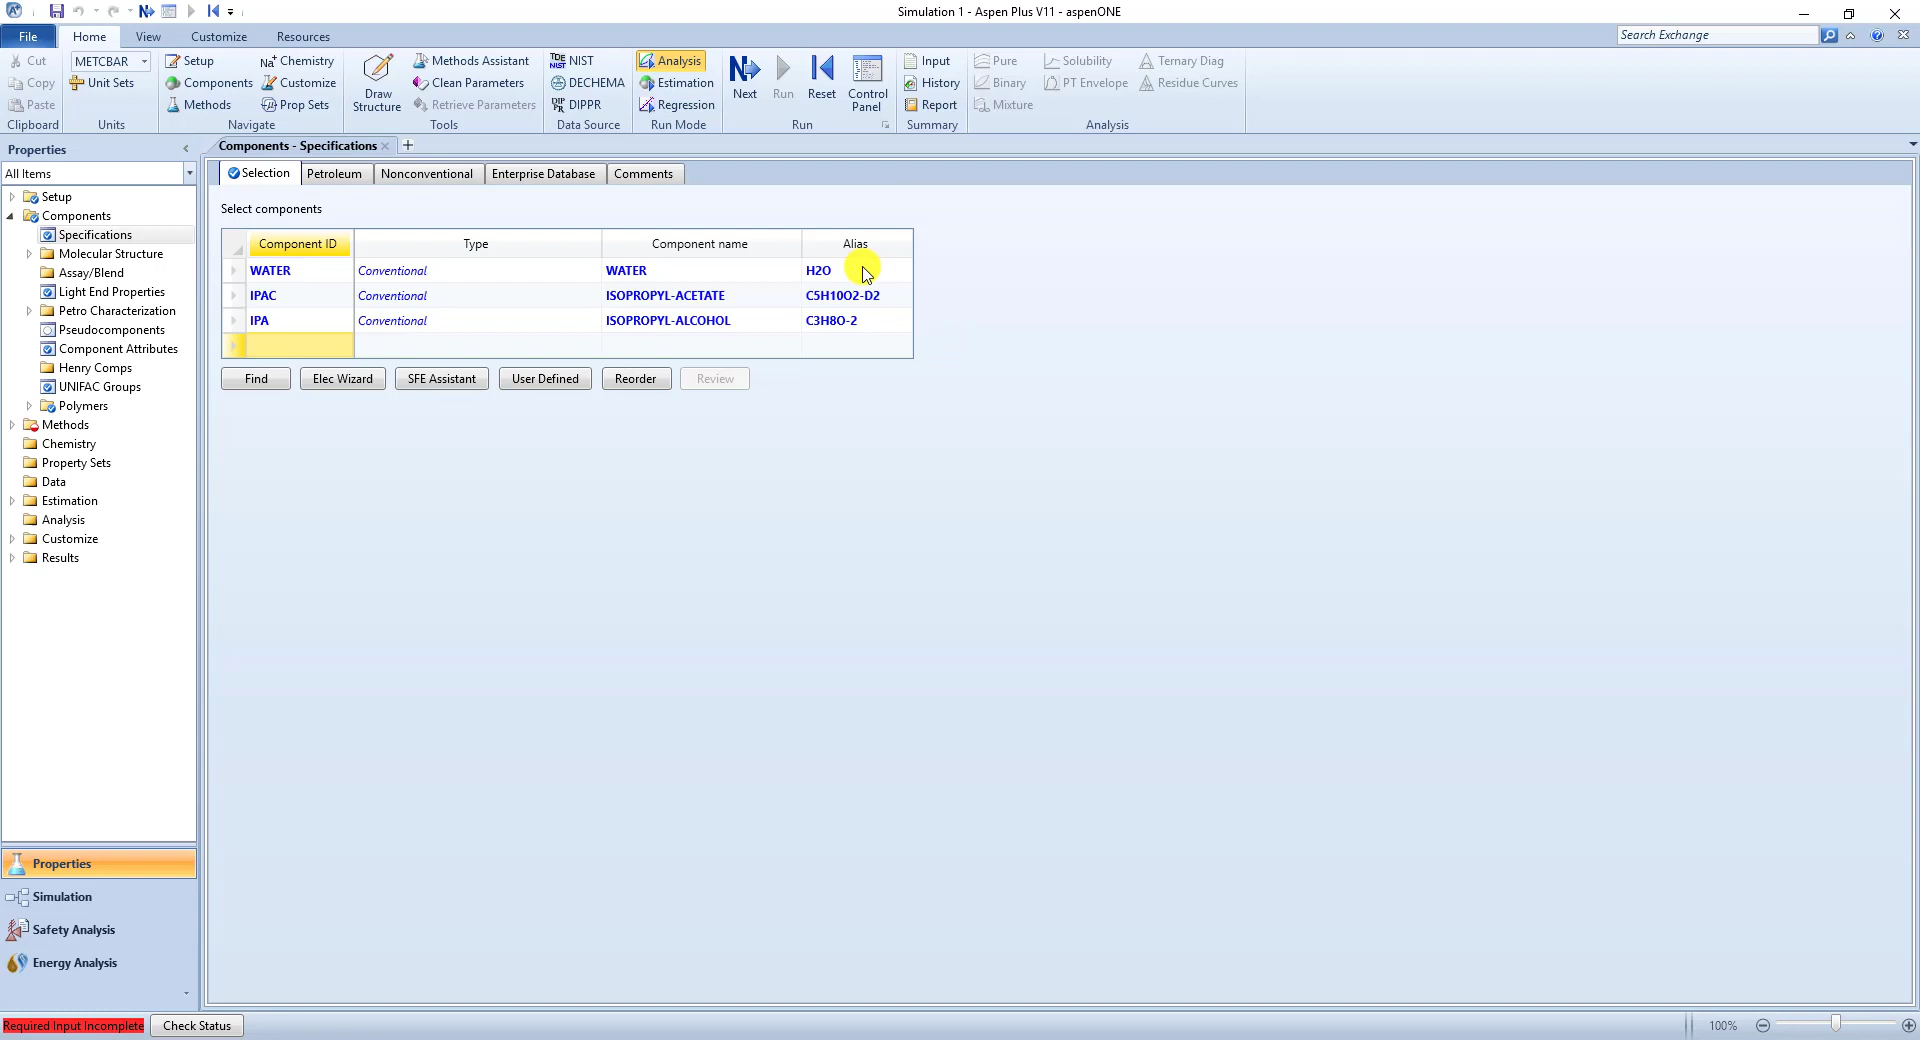 Simulation 1 - Aspen Plus V11 - aspenONE
File Home View Customize Resources Search Exchange
Cut METCBAR Setup Chemistry Methods Assistant NIST Analysis Input Pure Solubility Ternary Diag
Copy Unit Sets Components Customize Clean Parameters DECHEMA Estimation History Binary PT Envelope Residue Curves
Draw Structure Next Run Reset Control Panel
Paste Methods Prop Sets Retrieve Parameters DIPPR Regression Report Mixture
Clipboard Units Navigate Tools Data Source Run Mode Run Summary Analysis
Properties
All Items
Setup
Components
Specifications
Molecular Structure
Assay/Blend
Light End Properties
Petro Characterization
Pseudocomponents
Component Attributes
Henry Comps
UNIFAC Groups
Polymers
Methods
Chemistry
Property Sets
Data
Estimation
Analysis
Customize
Results
Properties
Simulation
Safety Analysis
Energy Analysis
Components - Specifications
Selection Petroleum Nonconventional Enterprise Database Comments
Select components
Component ID Type Component name Alias
WATER Conventional WATER H2O
IPAC Conventional ISOPROPYL-ACETATE C5H10O2-D2
IPA Conventional ISOPROPYL-ALCOHOL C3H8O-2
Find Elec Wizard SFE Assistant User Defined Reorder Review
Required Input Incomplete Check Status 100%